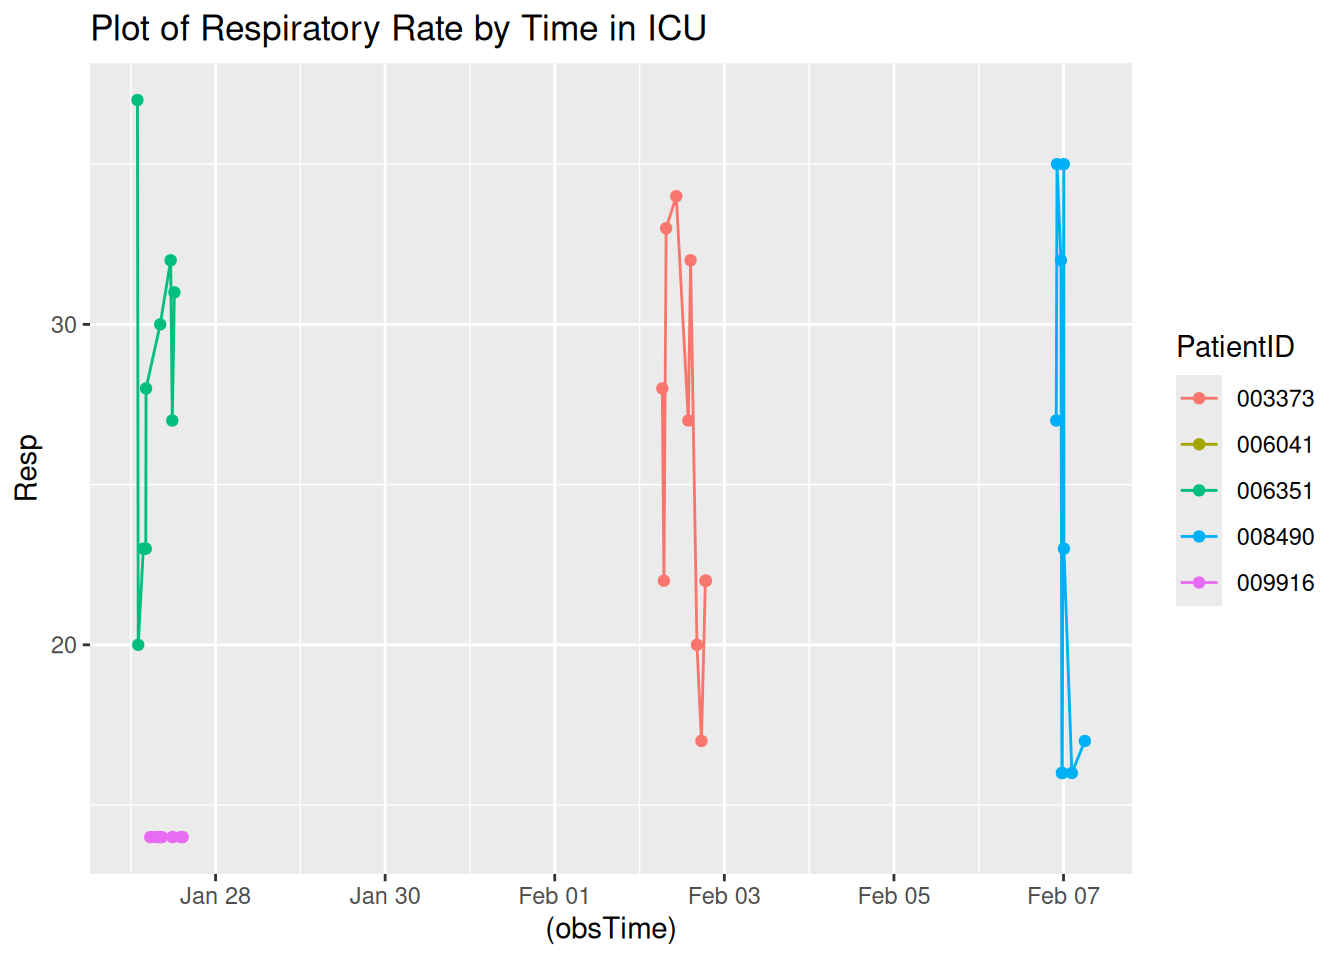 Plot of Respiratory Rate by Time in ICU
Resp
30
20
Jan 28
Jan 30
Feb 01
Feb 03
Feb 05
Feb 07
(obsTime)
PatientID
003373
006041
006351
008490
009916